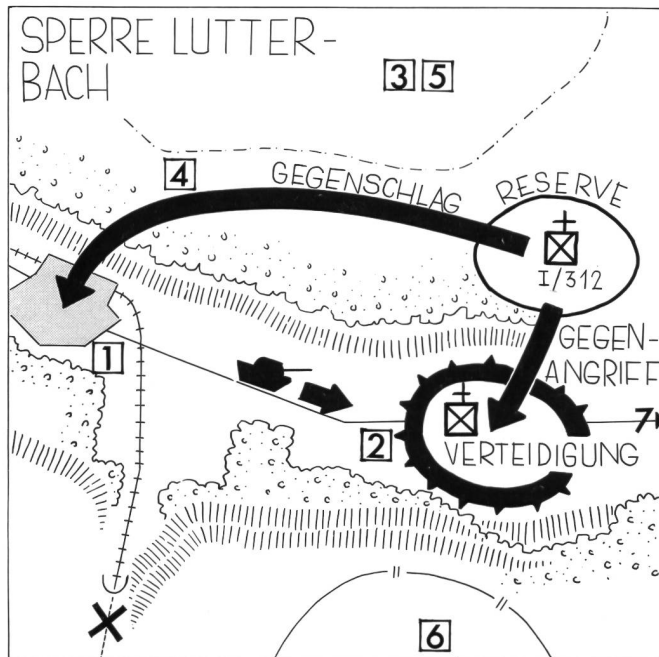 SPERRE LUTTER-
BACH
3 5
4
GEGENSCHLAG
RESERVE
I/312
1
GEGEN-
ANGRIFF
2
7
VERTEIDIGUNG
6